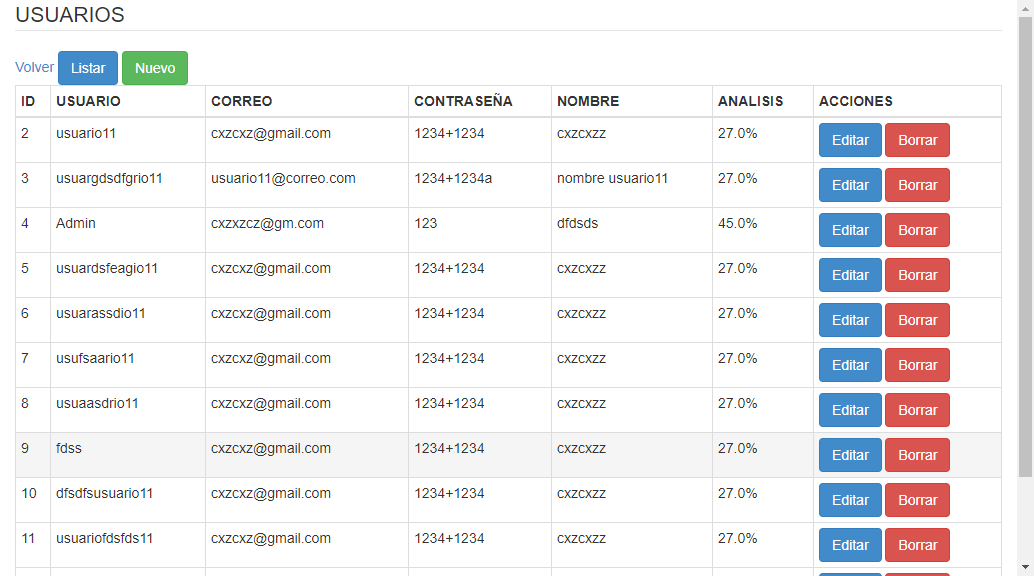 USUARIOS
Volver Listar Nuevo
ID USUARIO CORREO CONTRASEÑA NOMBRE ANALISIS ACCIONES
2 usuario11 cxzcxz@gmail.com 1234+1234 cxzcxzz 27.0% Editar Borrar
3 usuargdsdfgrio11 usuario11@correo.com 1234+1234a nombre usuario11 27.0% Editar Borrar
4 Admin cxzxzcz@gm.com 123 dfdsds 45.0% Editar Borrar
5 usuardsfeagio11 cxzcxz@gmail.com 1234+1234 cxzcxzz 27.0% Editar Borrar
6 usuarassdio11 cxzcxz@gmail.com 1234+1234 cxzcxzz 27.0% Editar Borrar
7 usufsaario11 cxzcxz@gmail.com 1234+1234 cxzcxzz 27.0% Editar Borrar
8 usuaasdrio11 cxzcxz@gmail.com 1234+1234 cxzcxzz 27.0% Editar Borrar
9 fdss cxzcxz@gmail.com 1234+1234 cxzcxzz 27.0% Editar Borrar
10 dfsdfsusuario11 cxzcxz@gmail.com 1234+1234 cxzcxzz 27.0% Editar Borrar
11 usuariofdsfds11 cxzcxz@gmail.com 1234+1234 cxzcxzz 27.0% Editar Borrar